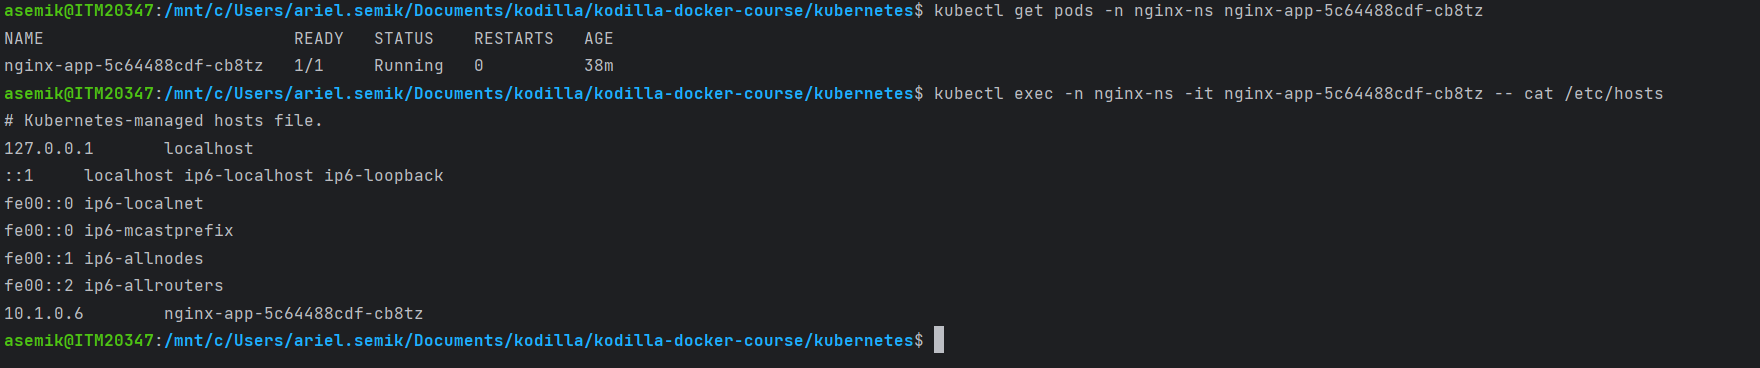 asemik@ITM20347:/mnt/c/Users/ariel.semik/Documents/kodilla/kodilla-docker-course/kubernetes$ kubectl get pods -n nginx-ns nginx-app-5c64488cdf-cb8tz
NAME                         READY   STATUS    RESTARTS   AGE
nginx-app-5c64488cdf-cb8tz   1/1     Running   0          38m
asemik@ITM20347:/mnt/c/Users/ariel.semik/Documents/kodilla/kodilla-docker-course/kubernetes$ kubectl exec -n nginx-ns -it nginx-app-5c64488cdf-cb8tz -- cat /etc/hosts
# Kubernetes-managed hosts file.
127.0.0.1       localhost
::1     localhost ip6-localhost ip6-loopback
fe00::0 ip6-localnet
fe00::0 ip6-mcastprefix
fe00::1 ip6-allnodes
fe00::2 ip6-allrouters
10.1.0.6        nginx-app-5c64488cdf-cb8tz
asemik@ITM20347:/mnt/c/Users/ariel.semik/Documents/kodilla/kodilla-docker-course/kubernetes$